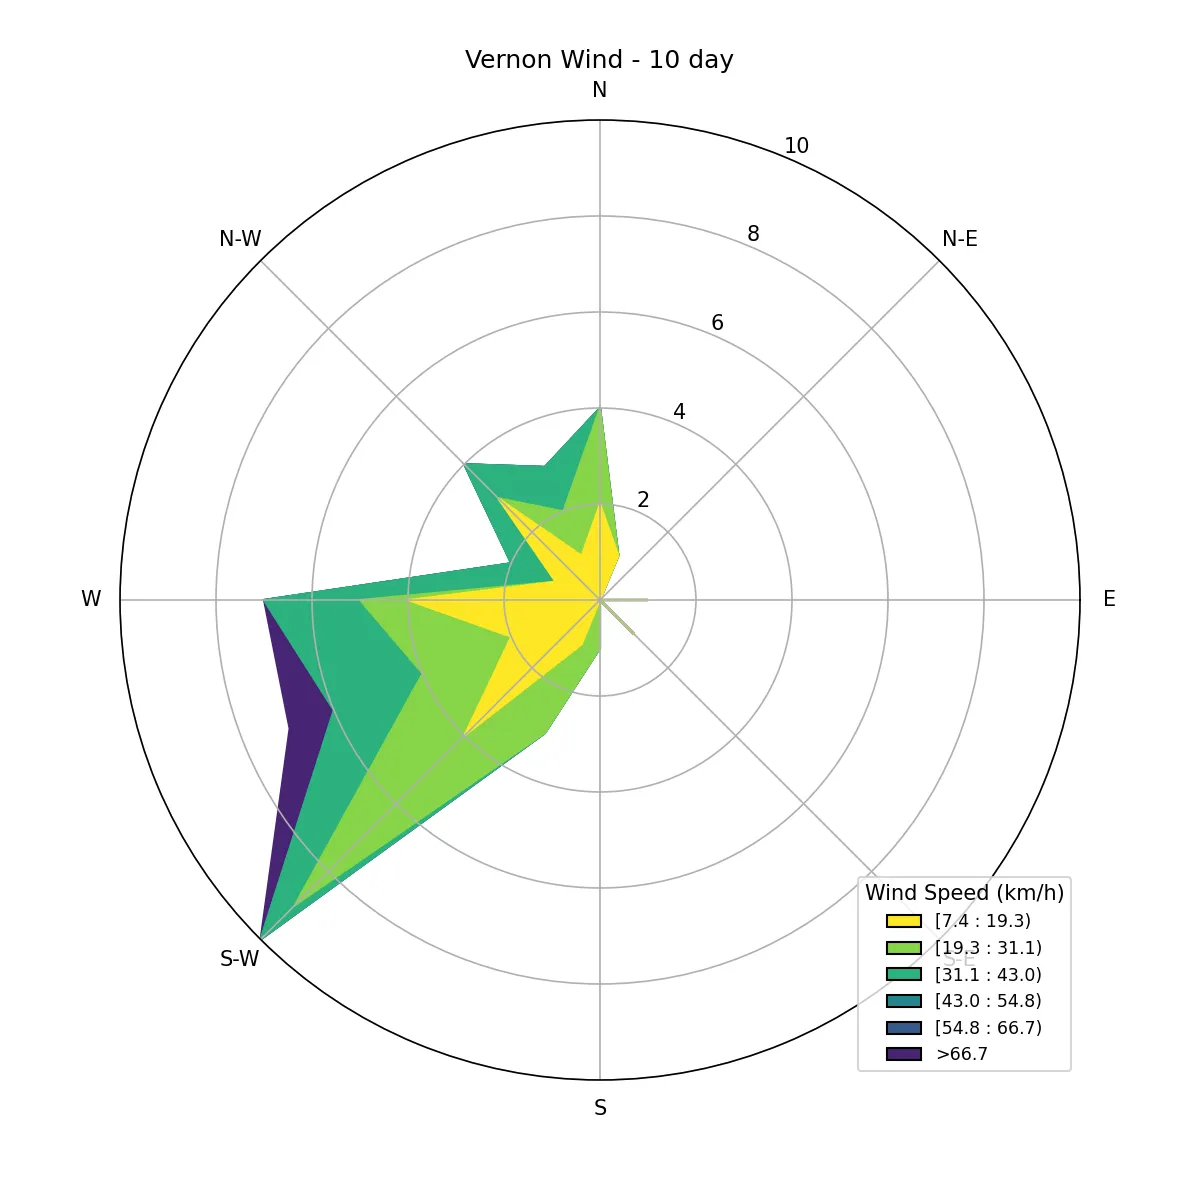 Vernon Wind - 10 day
N
10
N-W
N-E
8
6
4
2
W
E
S-W
S-E
S
Wind Speed (km/h)
[7.4 : 19.3)
[19.3 : 31.1)
[31.1 : 43.0)
[43.0 : 54.8)
[54.8 : 66.7)
>66.7